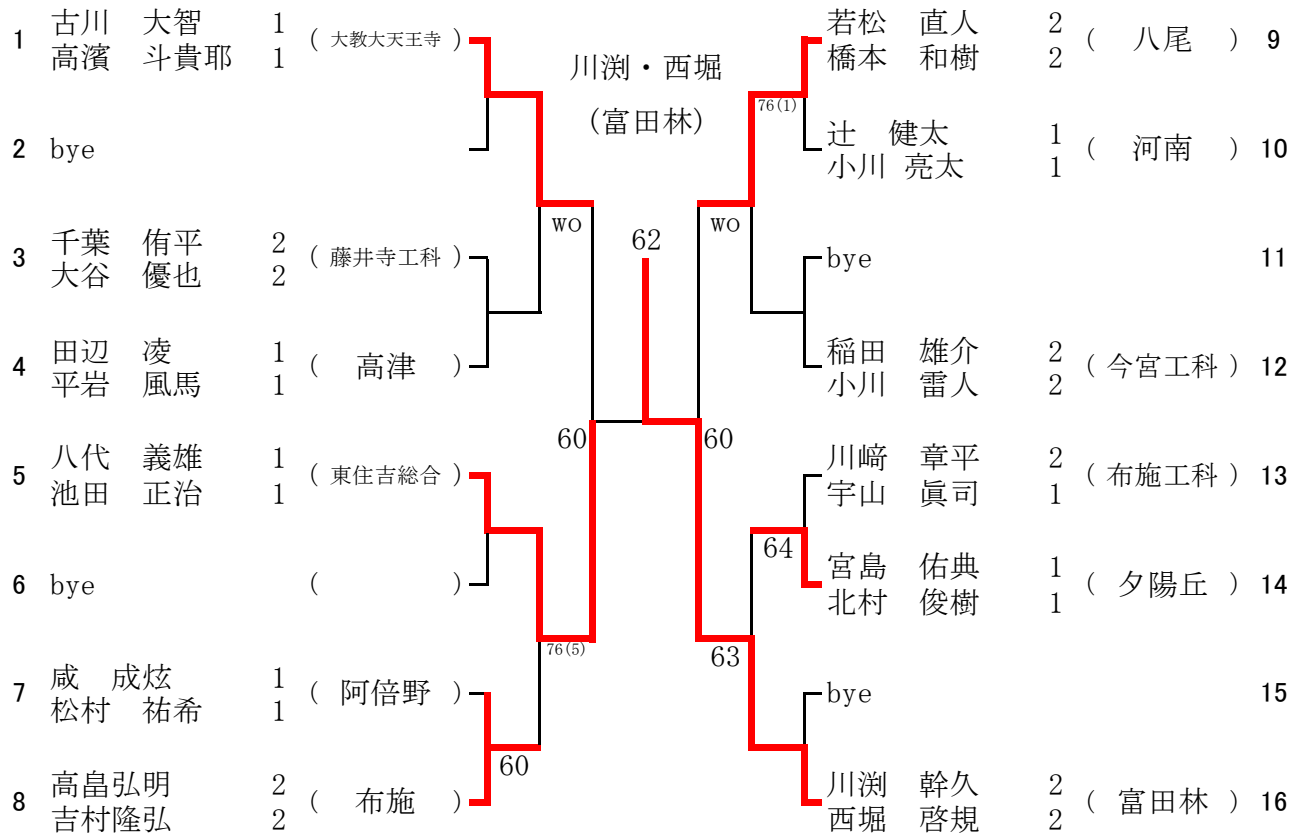 川渕・西堀
(富田林)
62
1 古川 大智 1 ( 大教大天王寺 )
高濱 斗貴耶 1
2 bye
wo
3 千葉 侑平 2 ( 藤井寺工科 )
大谷 優也 2
4 田辺 凌 1 ( 高津 )
平岩 風馬 1
60
5 八代 義雄 1 ( 東住吉総合 )
池田 正治 1
6 bye ( )
76(5)
7 咸 成炫 1 ( 阿倍野 )
松村 祐希 1
60
8 高畠弘明 2 ( 布施 )
吉村隆弘 2
若松 直人 2 ( 八尾 ) 9
橋本 和樹 2
76(1)
辻 健太 1 ( 河南 ) 10
小川 亮太 1
wo
bye 11
稲田 雄介 2 ( 今宮工科 ) 12
小川 雷人 2
60
川﨑 章平 2 ( 布施工科 ) 13
宇山 眞司 1
64
宮島 佑典 1 ( 夕陽丘 ) 14
北村 俊樹 1
63
bye 15
川渕 幹久 2 ( 富田林 ) 16
西堀 啓規 2